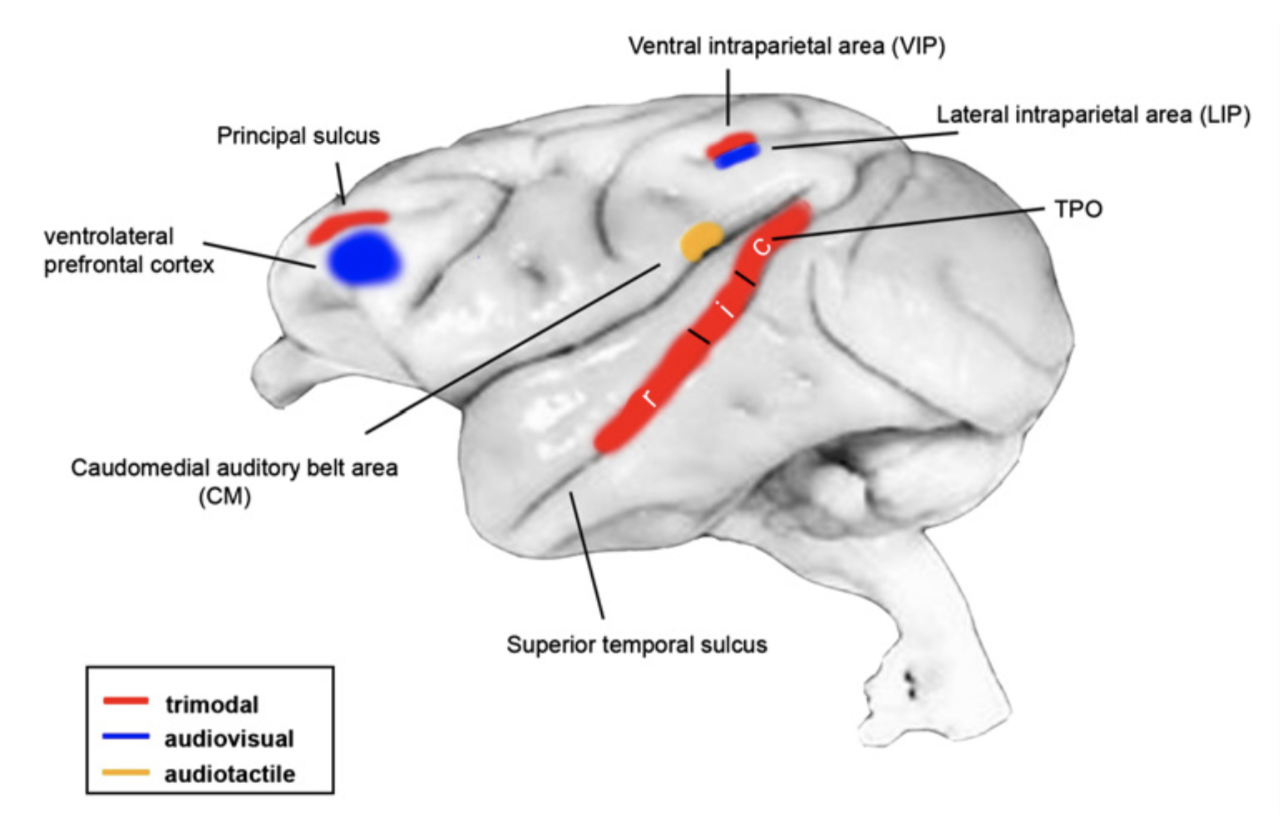 Ventral intraparietal area (VIP)
Lateral intraparietal area (LIP)
Principal sulcus
TPO
ventrolateral
prefrontal cortex
c
i
r
Caudomedial auditory belt area
(CM)
Superior temporal sulcus
trimodal
audiovisual
audiotactile